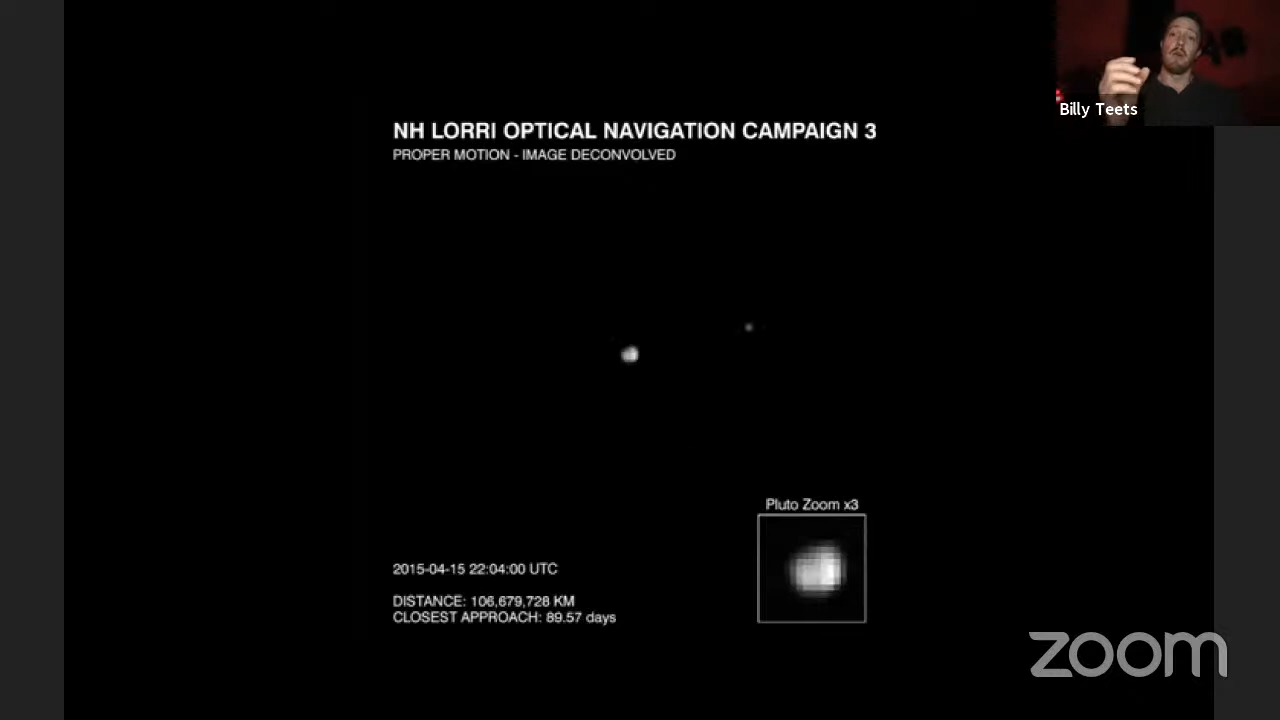 Billy Teets
NH LORRI OPTICAL NAVIGATION CAMPAIGN 3
PROPER MOTION - IMAGE DECONVOLVED
Pluto Zoom x3
2015-04-15 22:04:00 UTC
DISTANCE: 106,679,728 KM
CLOSEST APPROACH: 89.57 days
zoom